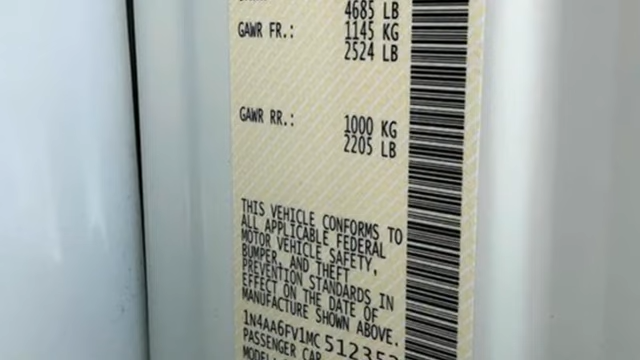 4685 LB
GAWR FR.: 1145 KG
2524 LB
GAWR RR.: 1000 KG
2205 LB
THIS VEHICLE CONFORMS TO
ALL APPLICABLE FEDERAL
MOTOR VEHICLE SAFETY,
BUMPER, AND THEFT
PREVENTION STANDARDS IN
EFFECT ON THE DATE OF
MANUFACTURE SHOWN ABOVE.
1N4AA6FV1MC
PASSENGER CAR